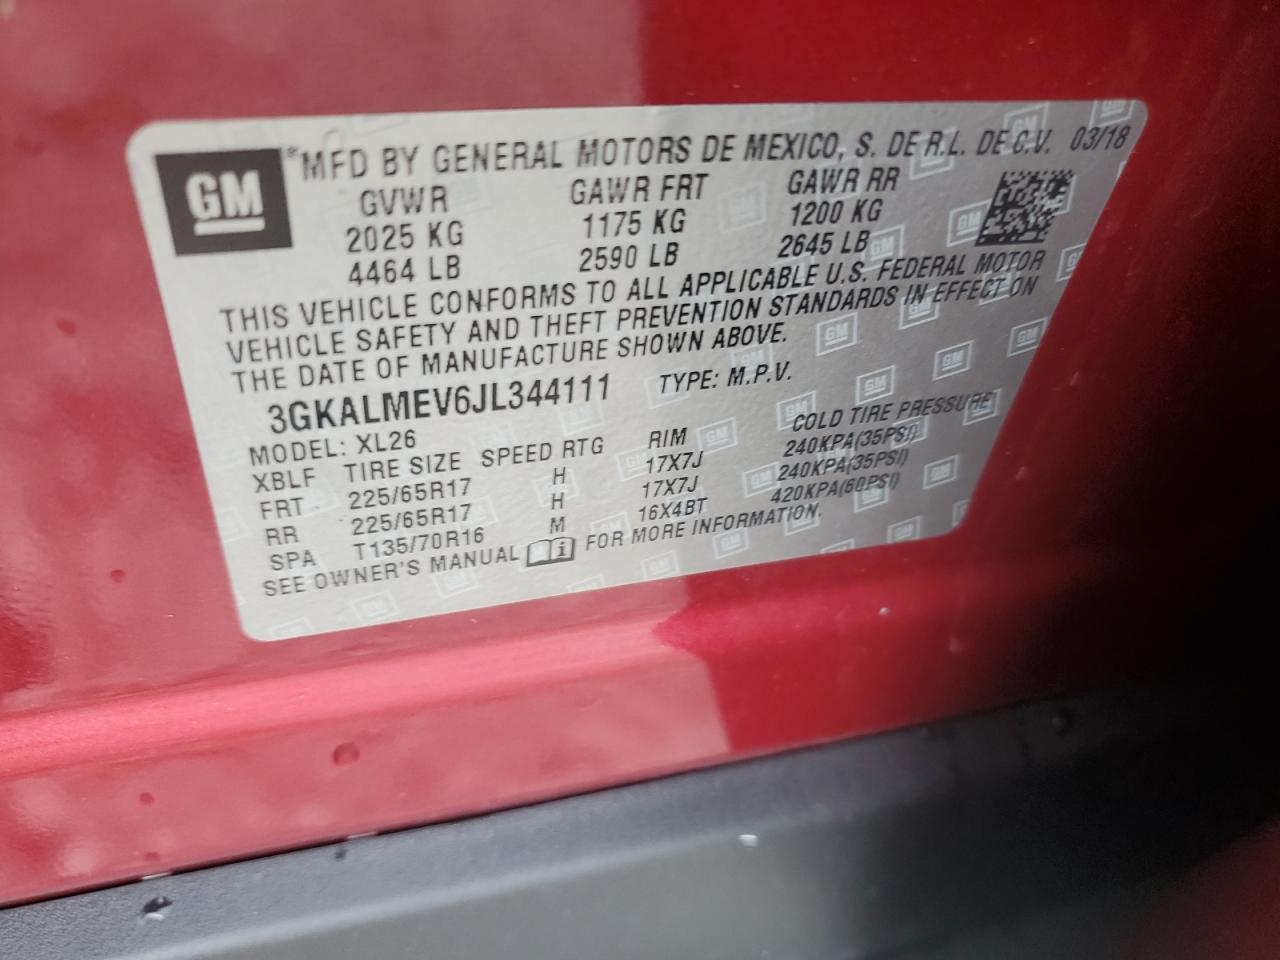 GM
*MFD BY GENERAL MOTORS DE MEXICO, S. DE R.L. DE C.V. 03/18
GVWR GAWR FRT GAWR RR
2025 KG 1175 KG 1200 KG
4464 LB 2590 LB 2645 LB
THIS VEHICLE CONFORMS TO ALL APPLICABLE U.S. FEDERAL MOTOR
VEHICLE SAFETY AND THEFT PREVENTION STANDARDS IN EFFECT ON
THE DATE OF MANUFACTURE SHOWN ABOVE.
3GKALMEV6JL344111 TYPE: M.P.V.
MODEL: XL26
XBLF TIRE SIZE SPEED RTG RIM COLD TIRE PRESSURE
FRT 225/65R17 H 17X7J 240KPA(35PSI)
RR 225/65R17 H 17X7J 240KPA(35PSI)
SPA T135/70R16 M 16X4BT 420KPA(60PSI)
SEE OWNER'S MANUAL i FOR MORE INFORMATION.